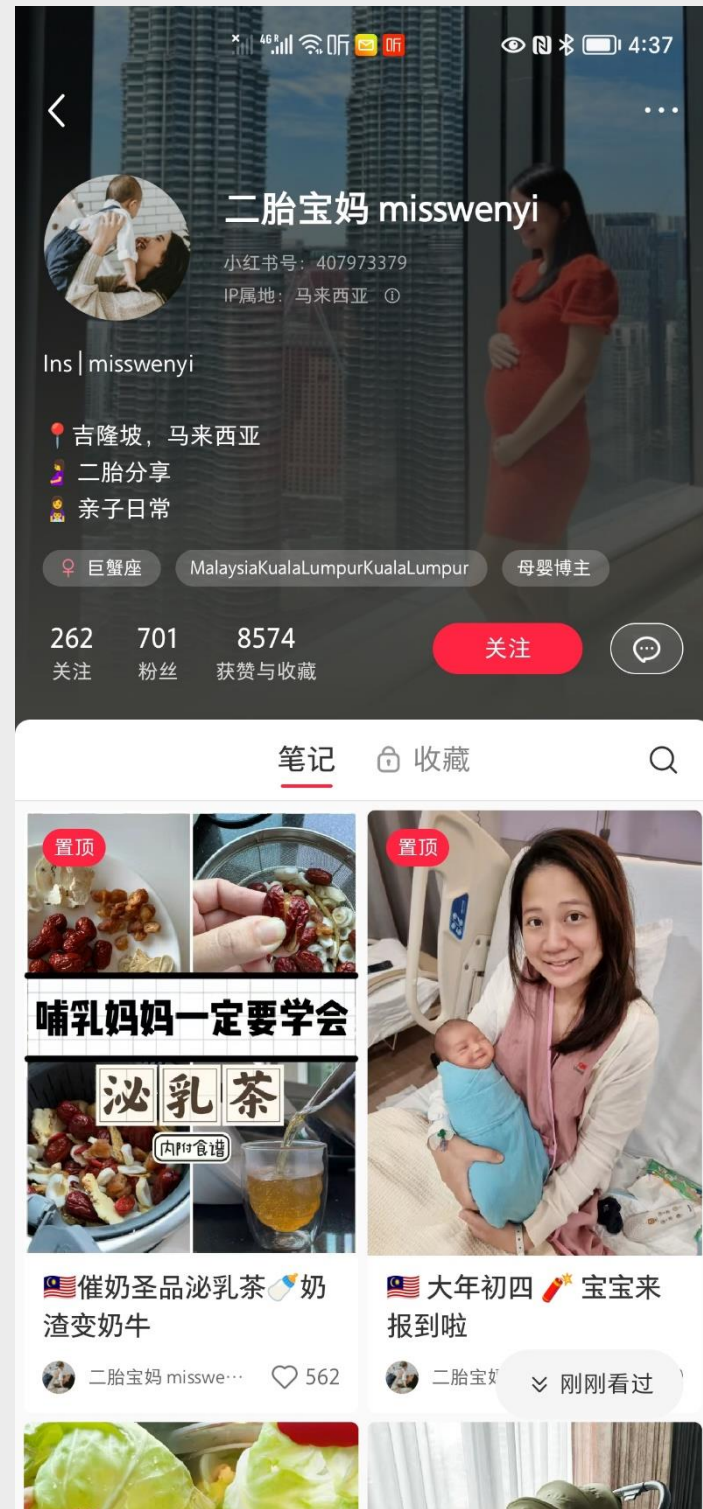 4G R 听 听 4:37
二胎宝妈 misswenyi
小红书号：407973379
IP属地：马来西亚
Ins|misswenyi
吉隆坡，马来西亚
二胎分享
亲子日常
♀ 巨蟹座 MalaysiaKualaLumpurKualaLumpur 母婴博主
262 701 8574
关注 粉丝 获赞与收藏
关注
笔记 收藏
置顶
哺乳妈妈一定要学会
泌乳茶
内附食谱
催奶圣品泌乳茶🍼奶
渣变奶牛
二胎宝妈 misswe… 562
置顶
大年初四 🧨 宝宝来
报到啦
二胎宝
刚刚看过